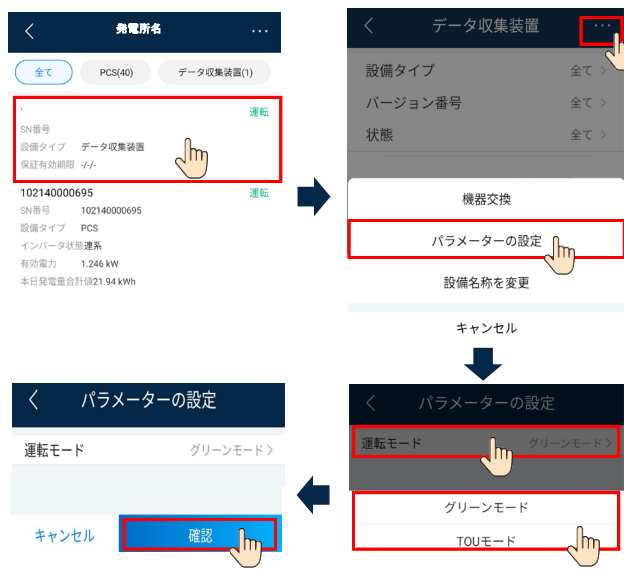 発電所名
全て
PCS(40)
データ収集装置(1)
運転
SN番号
設備タイプ データ収集装置
保証有効期限 -/-/-
102140000695 運転
SN番号 102140000695
設備タイプ PCS
インバータ状態連系
有効電力 1.246 kW
本日発電量合計値21.94 kWh
データ収集装置
設備タイプ 全て
バージョン番号 全て
状態 全て
機器交換
パラメーターの設定
設備名称を変更
キャンセル
パラメーターの設定
運転モード グリーンモード
グリーンモード
TOUモード
パラメーターの設定
運転モード グリーンモード
キャンセル
確認